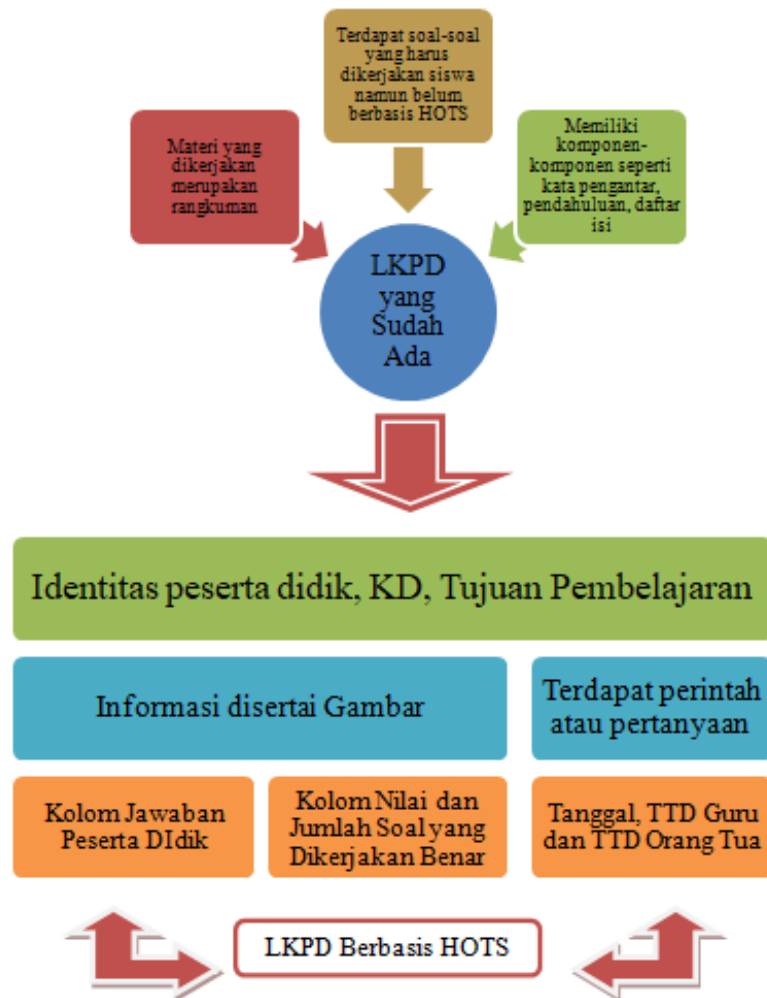 Terdapat soal-soal
yang harus
dikerjakan siswa
namun belum
berbasis HOTS
Materi yang
dikerjakan
merupakan
rangkuman
Memiliki
komponen-
komponen seperti
kata pengantar,
pendahuluan, daftar
isi
LKPD
yang
Sudah
Ada
Identitas peserta didik, KD, Tujuan Pembelajaran
Informasi disertai Gambar
Terdapat perintah
atau pertanyaan
Kolom Jawaban
Peserta DIdik
Kolom Nilai dan
Jumlah Soal yang
Dikerjakan Benar
Tanggal, TTD Guru
dan TTD Orang Tua
LKPD Berbasis HOTS